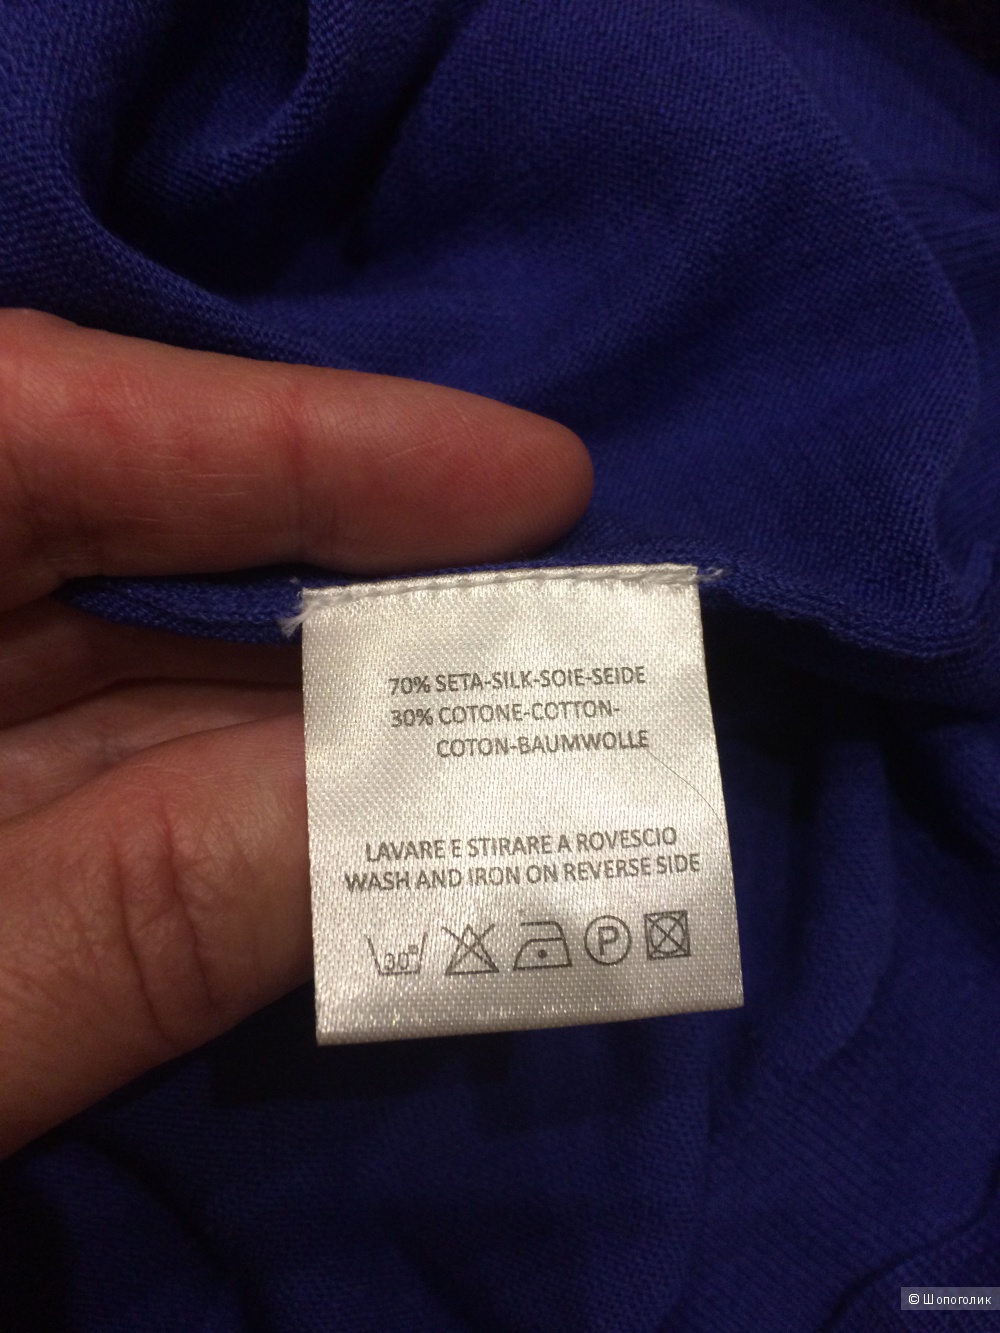 70% SETA-SILK-SOIE-SEIDE
30% COTONE-COTTON-
COTON-BAUMWOLLE
LAVARE E STIRARE A ROVESCIO
WASH AND IRON ON REVERSE SIDE
30° P
© Шопоголик